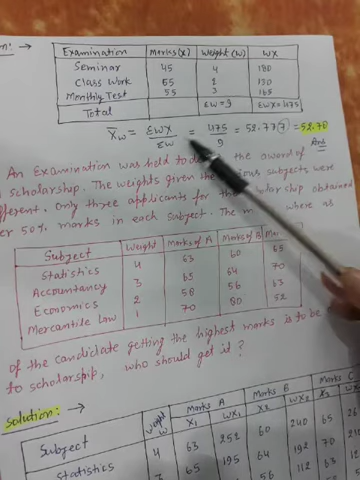 Examination Marks (X) Weight (W) WX
Seminar 45 4 180
Class Work 65 2 130
Monthly Test 55 3 165
Total ΣW = 9 ΣWX = 475
X̄w = ΣWX / ΣW = 475 / 9 = 52.777 = 52.78
Ans
An Examination was held to the award of
scholarship. The weights given subjects were
fferent. Only three applicants for the scholarship obtained
er 50% marks in each subject. The m where as
Subject Weight Marks of A Marks of B
Statistics 4 63 60 65
Accountancy 3 65 64 70
Economics 2 58 56 63
Mercantile Law 1 70 80 52
of the candidate getting the highest marks is to be
to scholarship, who should get it?
Solution: →
Subject Weight W Marks A Marks B Marks C
X1 WX1 X2 WX2 X3
Statistics 4 63 252 60 240 65
3 65 195 64 192 70
56 112 63